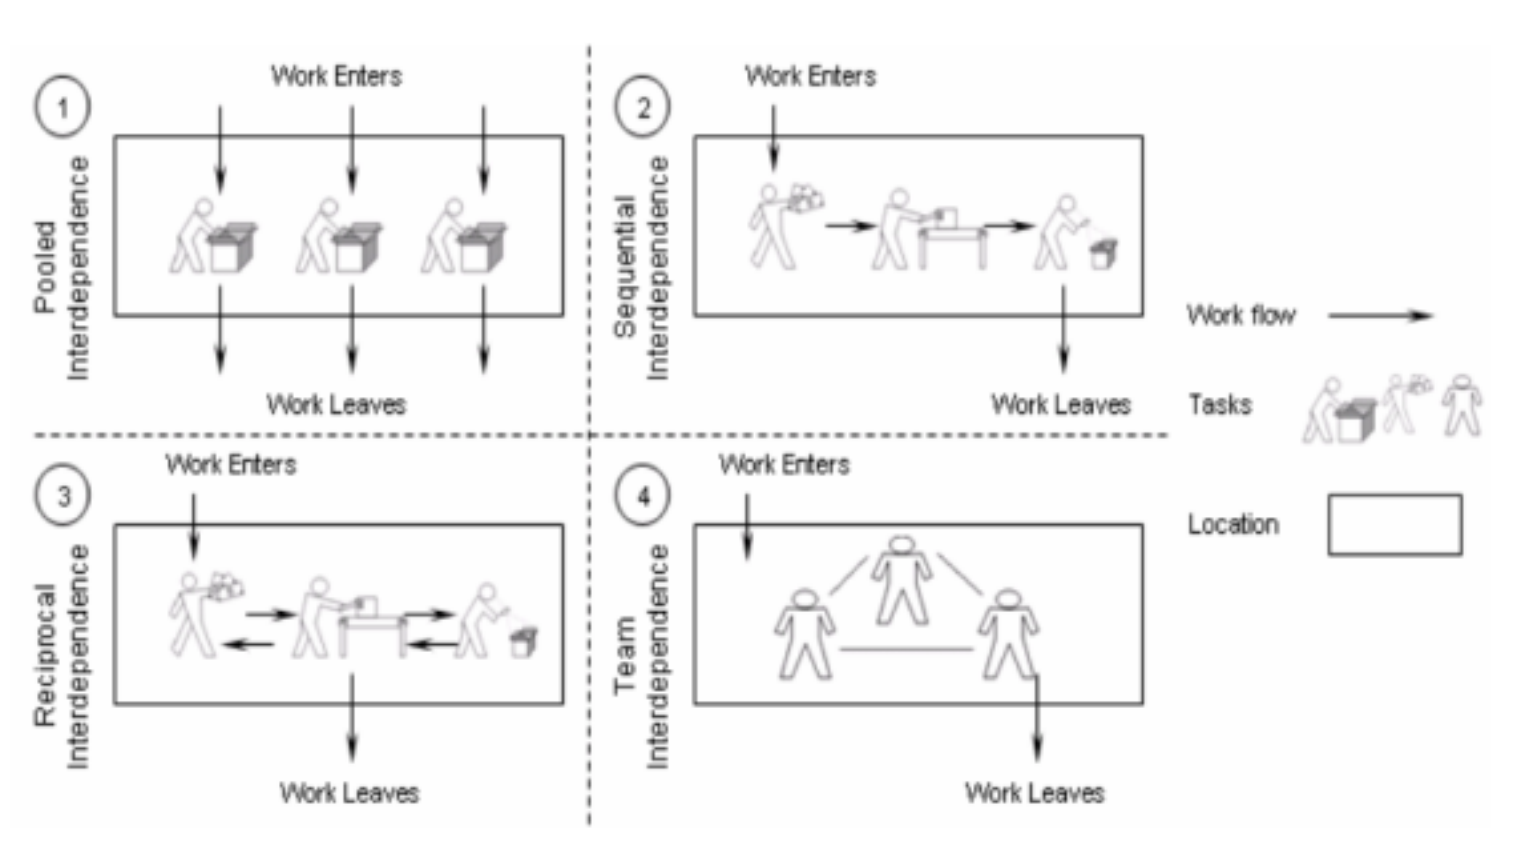 1
Work Enters
Pooled
Interdependence
Work Leaves
2
Work Enters
Sequential
Interdependence
Work Leaves
3
Work Enters
Reciprocal
Interdependence
Work Leaves
4
Work Enters
Team
Interdependence
Work Leaves
Work flow
Tasks
Location